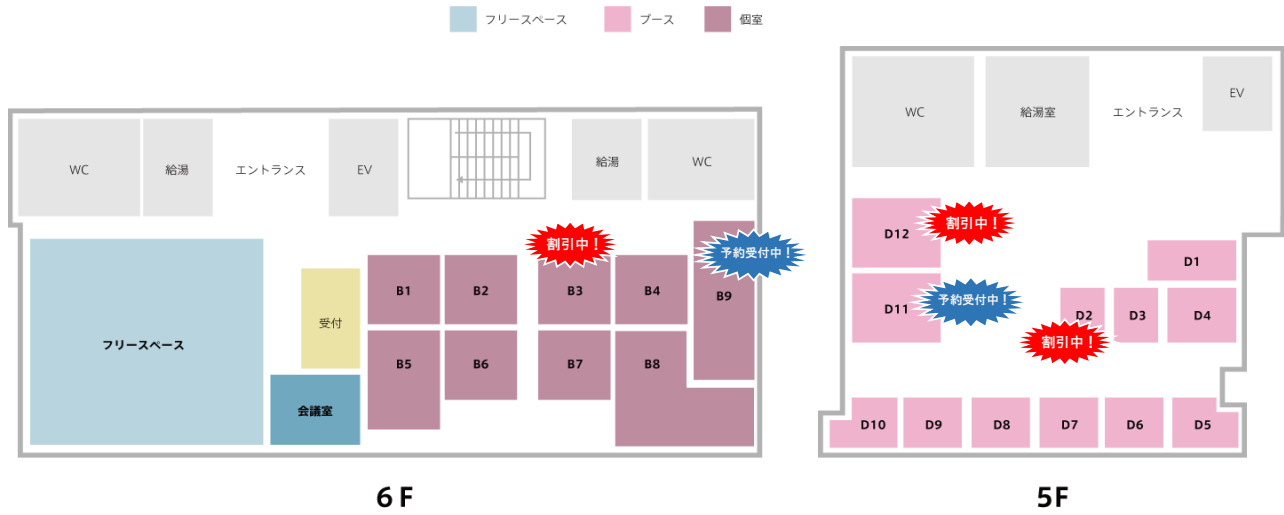 フリースペース
ブース
個室
WC
給湯
エントランス
EV
給湯
WC
割引中！
予約受付中！
B1
B2
B3
B4
B9
受付
フリースペース
B5
B6
B7
B8
会議室
6F
WC
給湯室
エントランス
EV
D12
割引中！
D1
D11
予約受付中！
D2
D3
D4
割引中！
D10
D9
D8
D7
D6
D5
5F